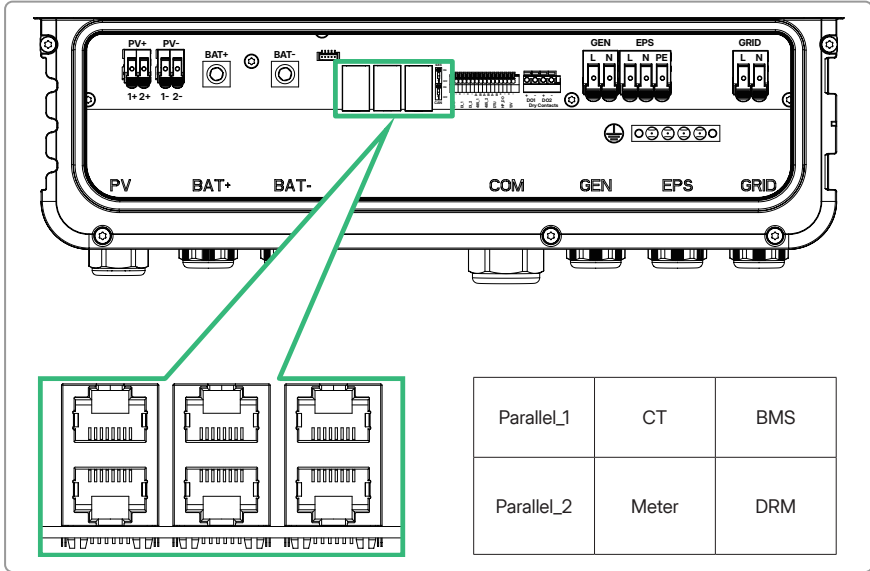 PV+ PV-
1+ 2+ 1- 2-
BAT+
BAT-
DO1 DO2
Dry Contacts
GEN EPS GRID
L N L N PE L N
PV BAT+ BAT- COM GEN EPS GRID
Parallel_1 CT BMS
Parallel_2 Meter DRM